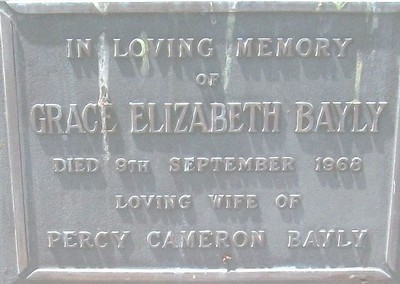 IN LOVING MEMORY
OF
GRACE ELIZABETH BAYLY
DIED 9TH SEPTEMBER 1968
LOVING WIFE OF
PERCY CAMERON BAYLY